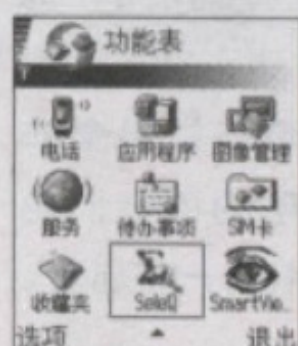 功能表
电话 应用程序 图像管理
服务 待办事项 SIM卡
收藏夹 SeleQ SmartVie..
选项 退出